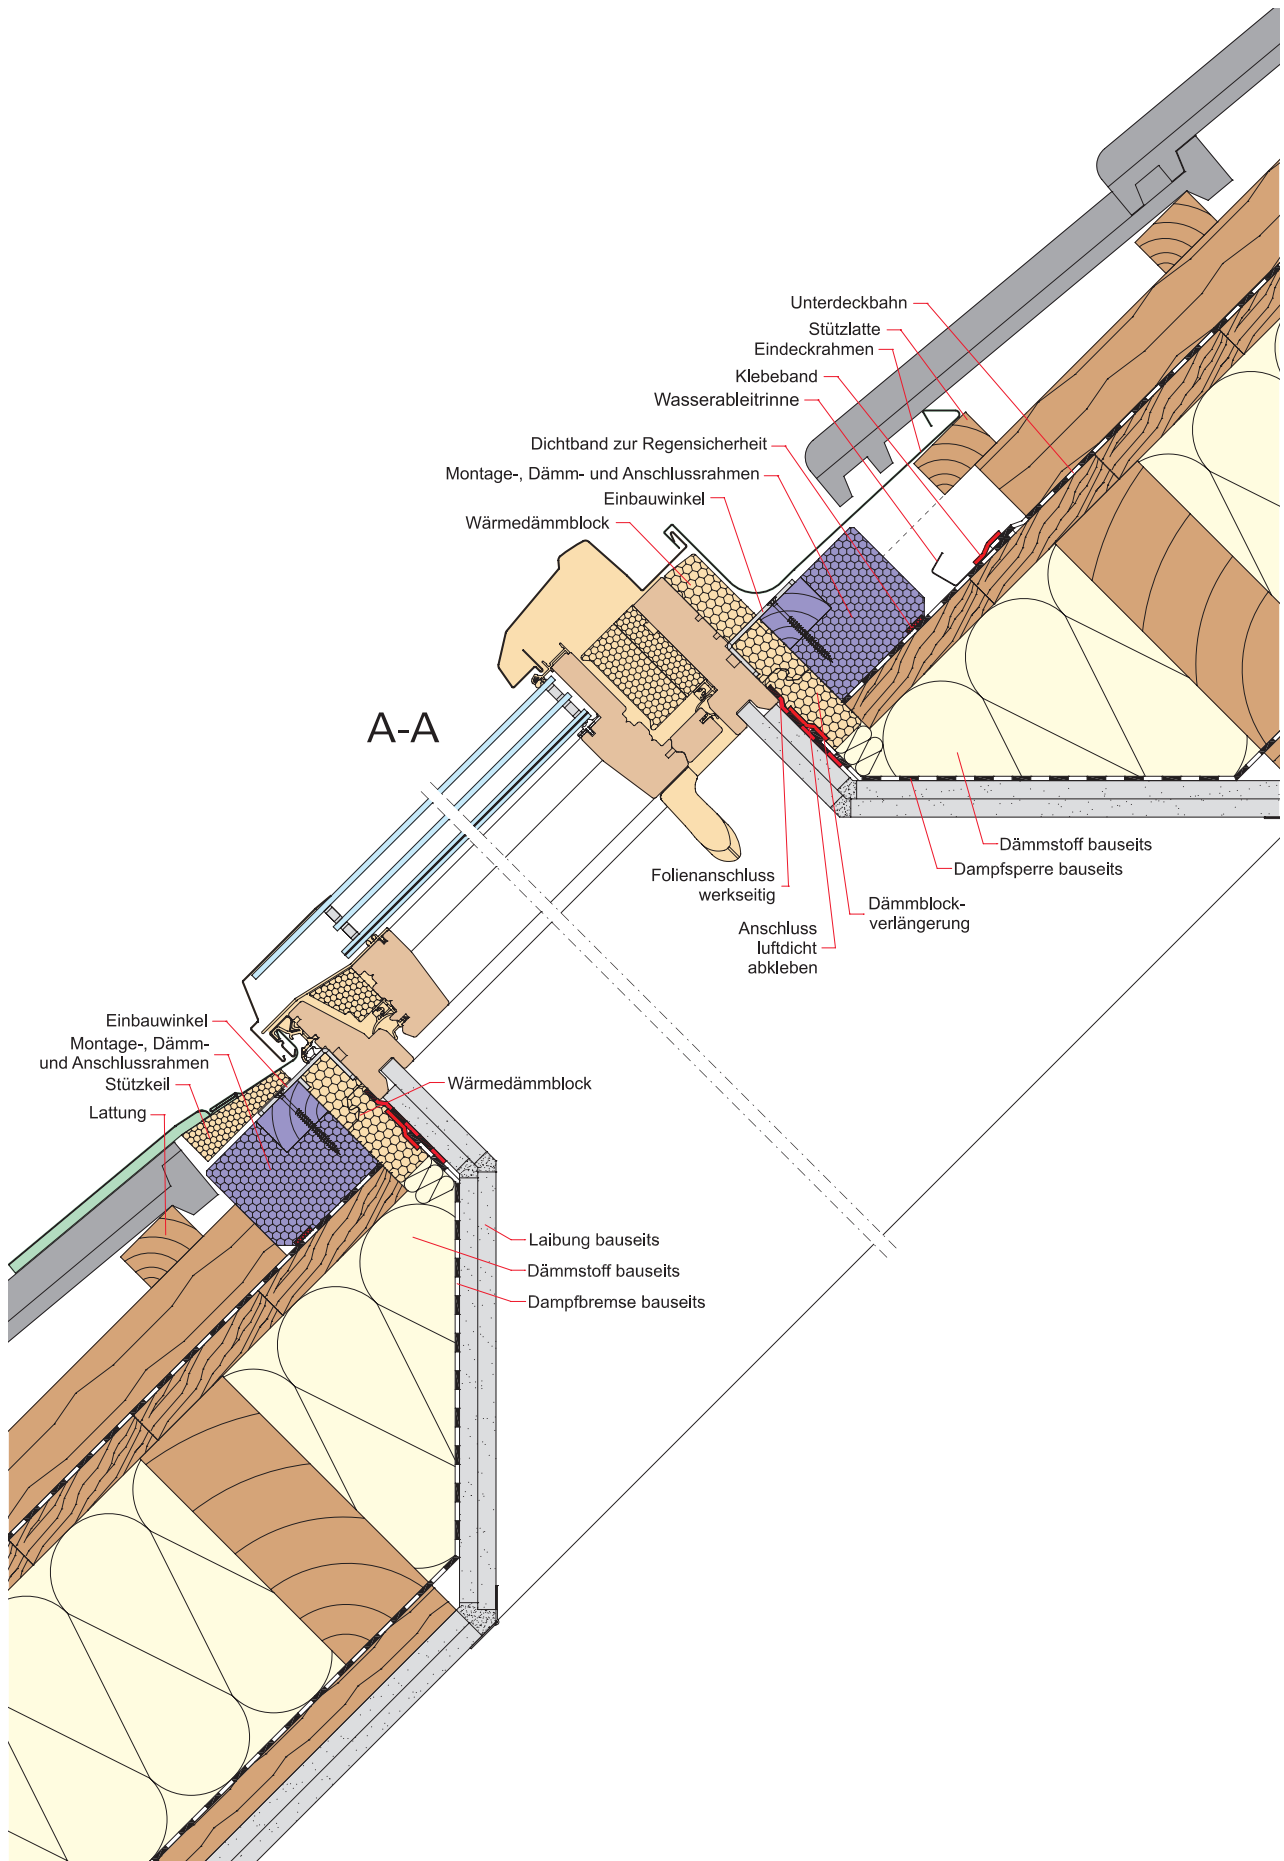 Unterdeckbahn
Stützlatte
Eindeckrahmen
Klebeband
Wasserableitrinne
Dichtband zur Regensicherheit
Montage-, Dämm- und Anschlussrahmen
Einbauwinkel
Wärmedämmblock
A-A
Dämmstoff bauseits
Dampfsperre bauseits
Folienanschluss
werkseitig
Dämmblock-
verlängerung
Anschluss
luftdicht
abkleben
Einbauwinkel
Montage-, Dämm-
und Anschlussrahmen
Stützkeil
Lattung
Wärmedämmblock
Laibung bauseits
Dämmstoff bauseits
Dampfbremse bauseits